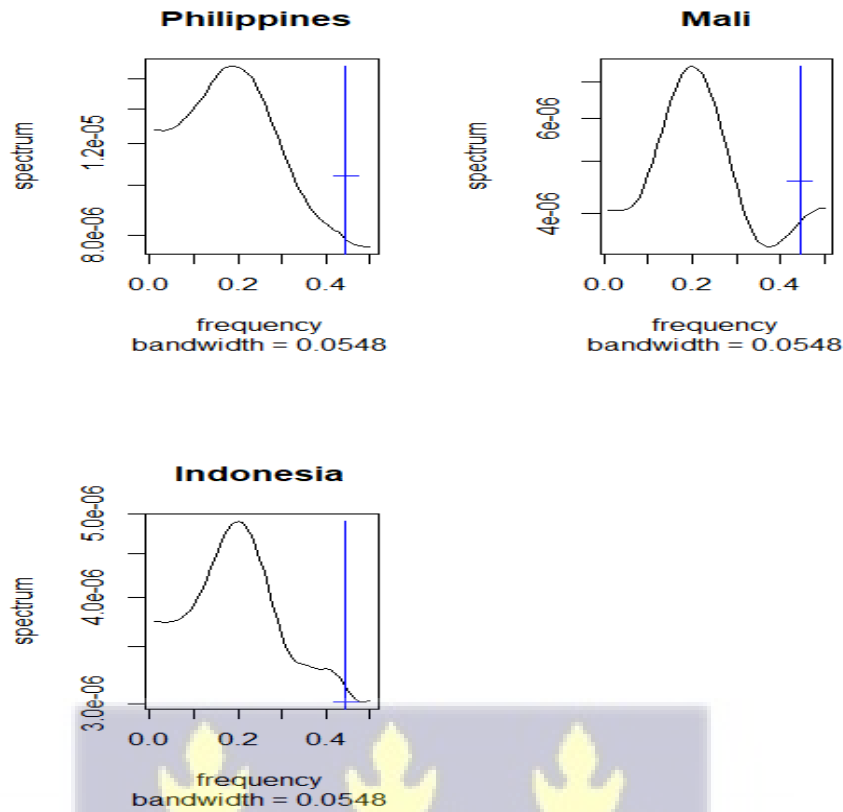 Philippines
spectrum
8.0e-06 1.2e-05
0.0 0.2 0.4
frequency
bandwidth = 0.0548
Mali
spectrum
4e-06 6e-06
0.0 0.2 0.4
frequency
bandwidth = 0.0548
Indonesia
spectrum
3.0e-06 4.0e-06 5.0e-06
0.0 0.2 0.4
frequency
bandwidth = 0.0548